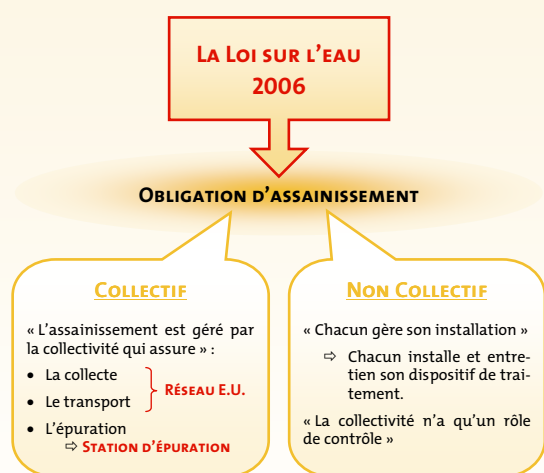 LA LOI SUR L'EAU
2006
OBLIGATION D'ASSAINISSEMENT
COLLECTIF
« L'assainissement est géré par
la collectivité qui assure » :
• La collecte
• Le transport
RÉSEAU E.U.
• L'épuration
⇨ STATION D'ÉPURATION
NON COLLECTIF
« Chacun gère son installation »
⇨ Chacun installe et entre-
tien son dispositif de trai-
tement.
« La collectivité n'a qu'un rôle
de contrôle »